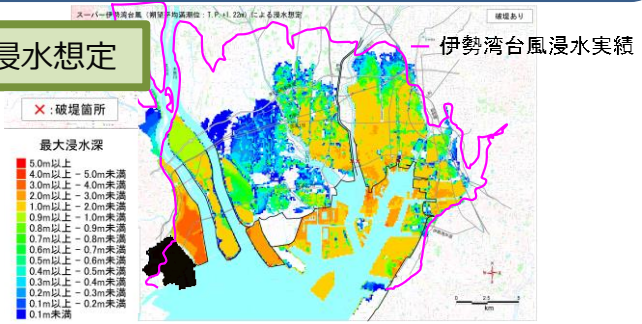 スーパー伊勢湾台風（朔望平均満潮位：T.P.+1.22m）による浸水想定
破堤あり
浸水想定
伊勢湾台風浸水実績
×:破堤箇所
最大浸水深
5.0m以上
4.0m以上 - 5.0m未満
3.0m以上 - 4.0m未満
2.0m以上 - 3.0m未満
1.0m以上 - 2.0m未満
0.9m以上 - 1.0m未満
0.8m以上 - 0.9m未満
0.7m以上 - 0.8m未満
0.6m以上 - 0.7m未満
0.5m以上 - 0.6m未満
0.4m以上 - 0.5m未満
0.3m以上 - 0.4m未満
0.2m以上 - 0.3m未満
0.1m以上 - 0.2m未満
0.1m未満
0 2.5 5
km